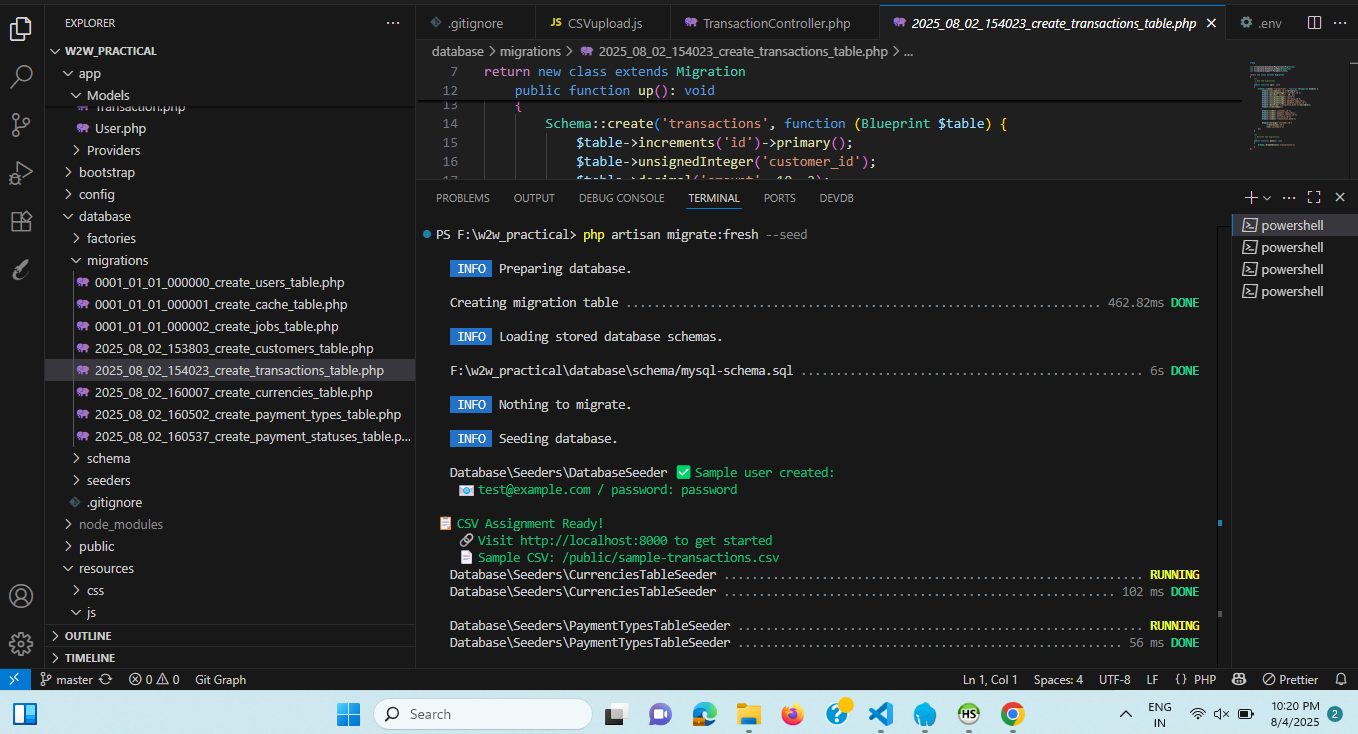 EXPLORER
W2W_PRACTICAL
app
Models
Transaction.php
User.php
Providers
bootstrap
config
database
factories
migrations
0001_01_01_000000_create_users_table.php
0001_01_01_000001_create_cache_table.php
0001_01_01_000002_create_jobs_table.php
2025_08_02_153803_create_customers_table.php
2025_08_02_154023_create_transactions_table.php
2025_08_02_160007_create_currencies_table.php
2025_08_02_160502_create_payment_types_table.php
2025_08_02_160537_create_payment_statuses_table.p...
schema
seeders
.gitignore
node_modules
public
resources
css
js
OUTLINE
TIMELINE
.gitignore
JS CSVupload.js
TransactionController.php
2025_08_02_154023_create_transactions_table.php
.env
database > migrations > 2025_08_02_154023_create_transactions_table.php > ...
7 return new class extends Migration
12 public function up(): void
13 {
14 Schema::create('transactions', function (Blueprint $table) {
15 $table->increments('id')->primary();
16 $table->unsignedInteger('customer_id');
17 $table->decimal('amount', 10, 2);
PROBLEMS OUTPUT DEBUG CONSOLE TERMINAL PORTS DEVDB
PS F:\w2w_practical> php artisan migrate:fresh --seed
INFO Preparing database.
Creating migration table ................................................................ 462.82ms DONE
INFO Loading stored database schemas.
F:\w2w_practical\database\schema/mysql-schema.sql .............................................. 6s DONE
INFO Nothing to migrate.
INFO Seeding database.
Database\Seeders\DatabaseSeeder ✅ Sample user created:
📧 test@example.com / password: password
📋 CSV Assignment Ready!
🔗 Visit http://localhost:8000 to get started
📄 Sample CSV: /public/sample-transactions.csv
Database\Seeders\CurrenciesTableSeeder ......................................................... RUNNING
Database\Seeders\CurrenciesTableSeeder ..................................................... 102 ms DONE
Database\Seeders\PaymentTypesTableSeeder ....................................................... RUNNING
Database\Seeders\PaymentTypesTableSeeder .................................................... 56 ms DONE
powershell
powershell
powershell
powershell
master 0 0 Git Graph
Ln 1, Col 1 Spaces: 4 UTF-8 LF {} PHP Prettier
Search
HS
ENG
IN
10:20 PM
8/4/2025
2